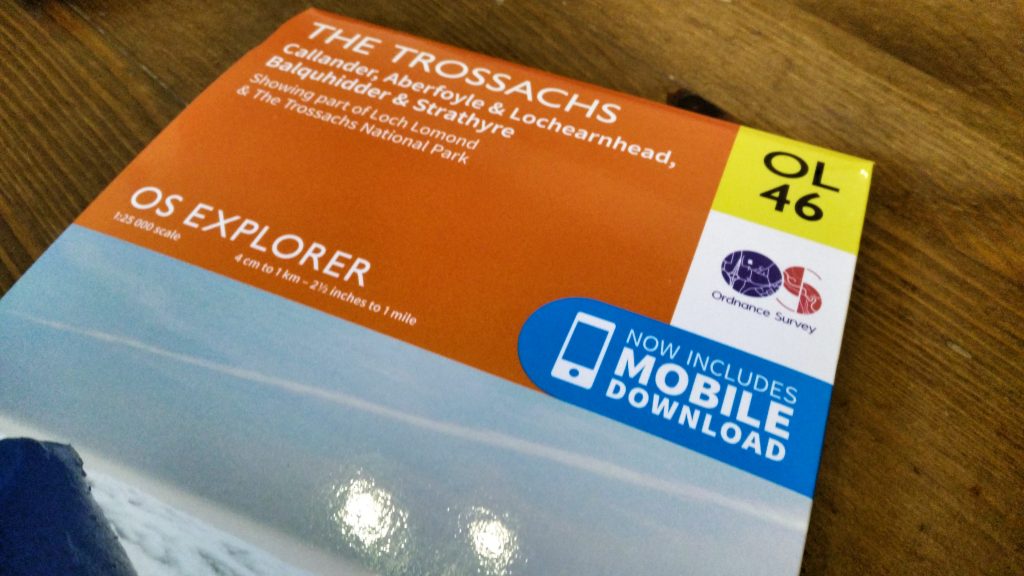 THE TROSSACHS
Callander, Aberfoyle & Lochearnhead,
Balquhidder & Strathyre
Showing part of Loch Lomond
& The Trossachs National Park
OL
46
OS EXPLORER
1:25 000 scale
4 cm to 1 km – 2½ inches to 1 mile
OS
Ordnance Survey
NOW INCLUDES
MOBILE
DOWNLOAD